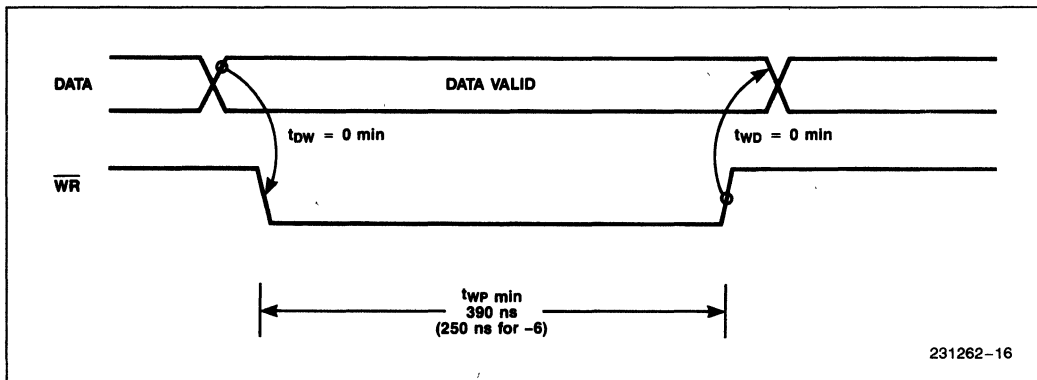 DATA
DATA VALID
tDW = 0 min
tWD = 0 min
WR
tWP min
390 ns
(250 ns for -6)
231262-16